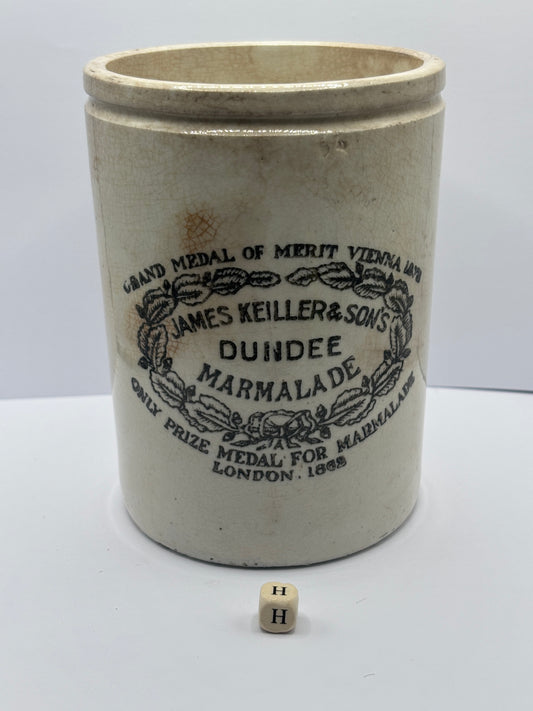 GRAND MEDAL OF MERIT VIENNA 1873
JAMES KEILLER & SON'S
DUNDEE
MARMALADE
ONLY PRIZE MEDAL FOR MARMALADE
LONDON. 1862
H
H